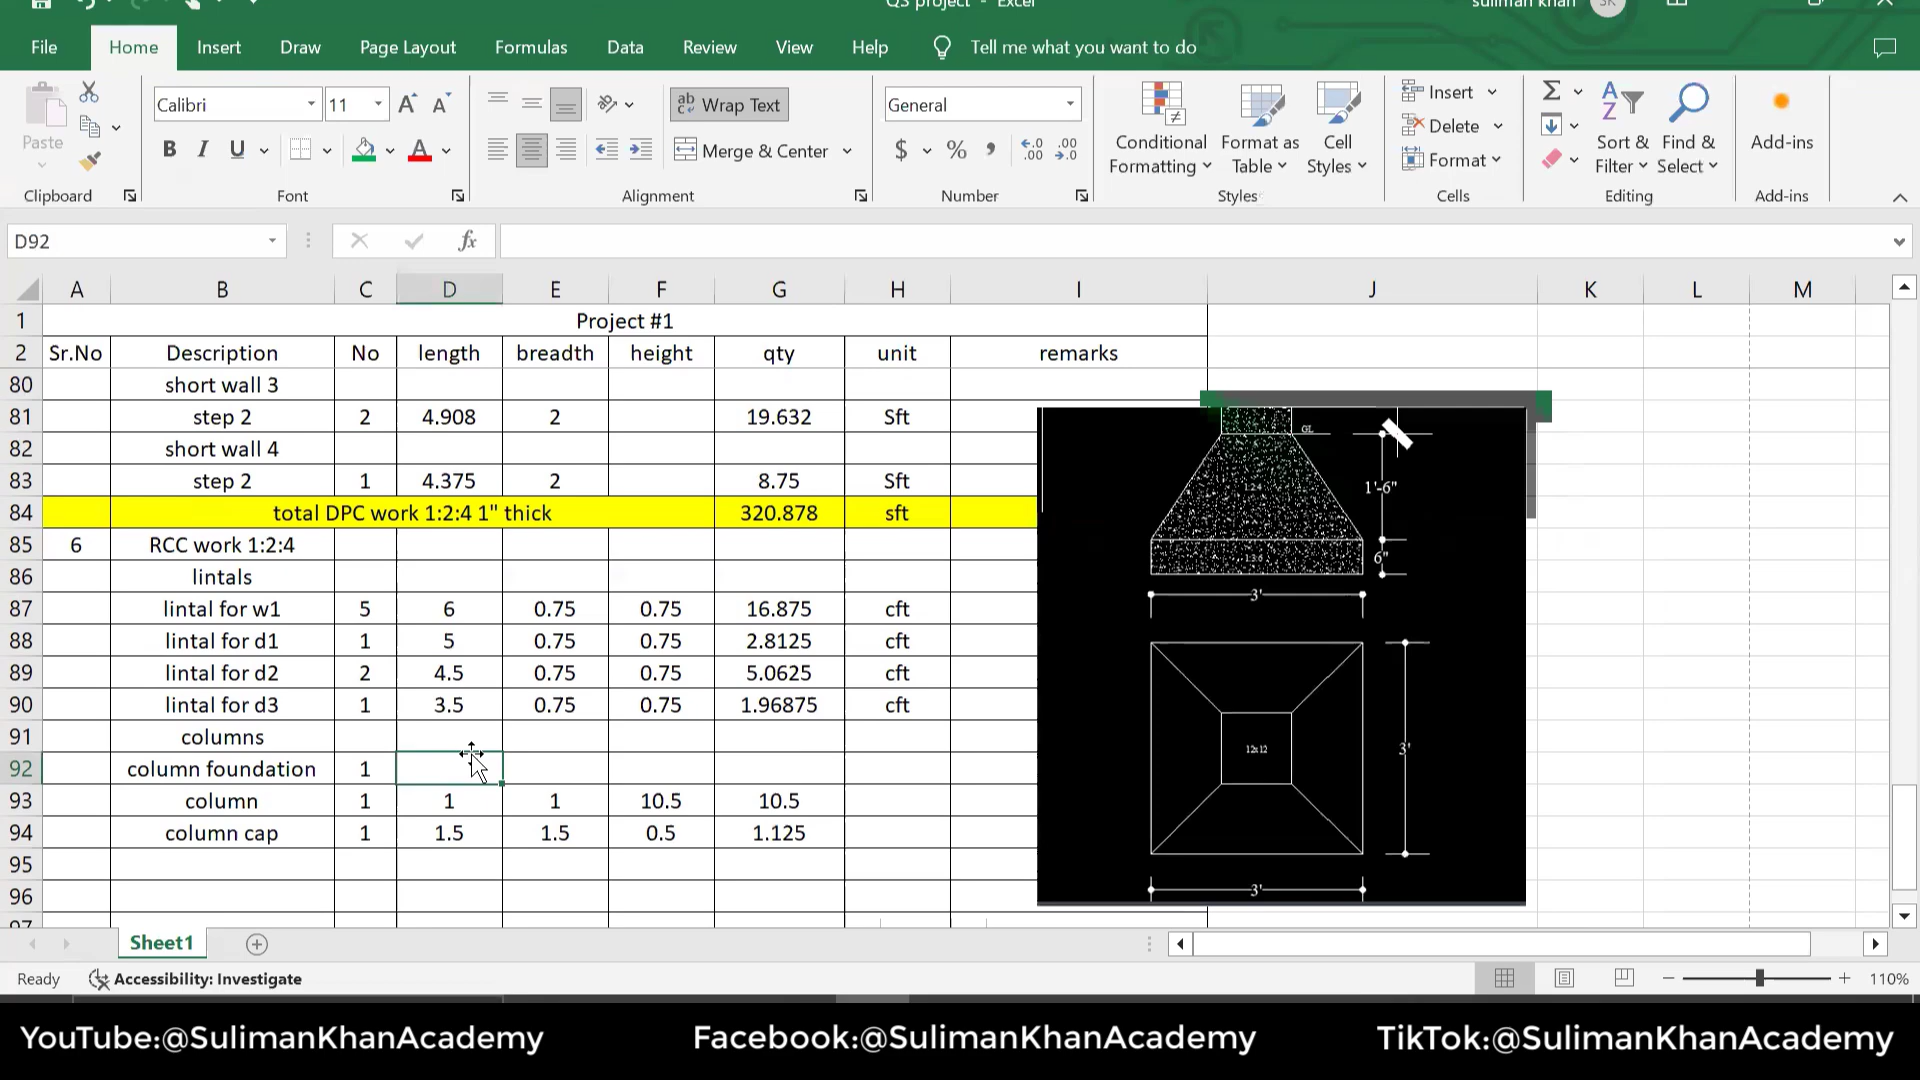 QS project - Excel
suliman khan
SK
File Home Insert Draw Page Layout Formulas Data Review View Help Tell me what you want to do
Calibri 11 Wrap Text General Insert
Paste Conditional Formatting Format as Table Cell Styles Delete Sort & Filter Find & Select Add-ins
B I U Merge & Center $ % Format
Clipboard Font Alignment Number Styles Cells Editing Add-ins
D92 fx
A B C D E F G H I J K L M
1 Project #1
2 Sr.No Description No length breadth height qty unit remarks
80 short wall 3
81 step 2 2 4.908 2 19.632 Sft
82 short wall 4
83 step 2 1 4.375 2 8.75 Sft
84 total DPC work 1:2:4 1" thick 320.878 sft
85 6 RCC work 1:2:4
86 lintals
87 lintal for w1 5 6 0.75 0.75 16.875 cft
88 lintal for d1 1 5 0.75 0.75 2.8125 cft
89 lintal for d2 2 4.5 0.75 0.75 5.0625 cft
90 lintal for d3 1 3.5 0.75 0.75 1.96875 cft
91 columns
92 column foundation 1
93 column 1 1 1 10.5 10.5
94 column cap 1 1.5 1.5 0.5 1.125
95
96
97
GL
1'-6"
1:2:4
6"
1:3:6
3'
12x12
3'
3'
Sheet1
Ready Accessibility: Investigate 110%
YouTube:@SulimanKhanAcademy Facebook:@SulimanKhanAcademy TikTok:@SulimanKhanAcademy